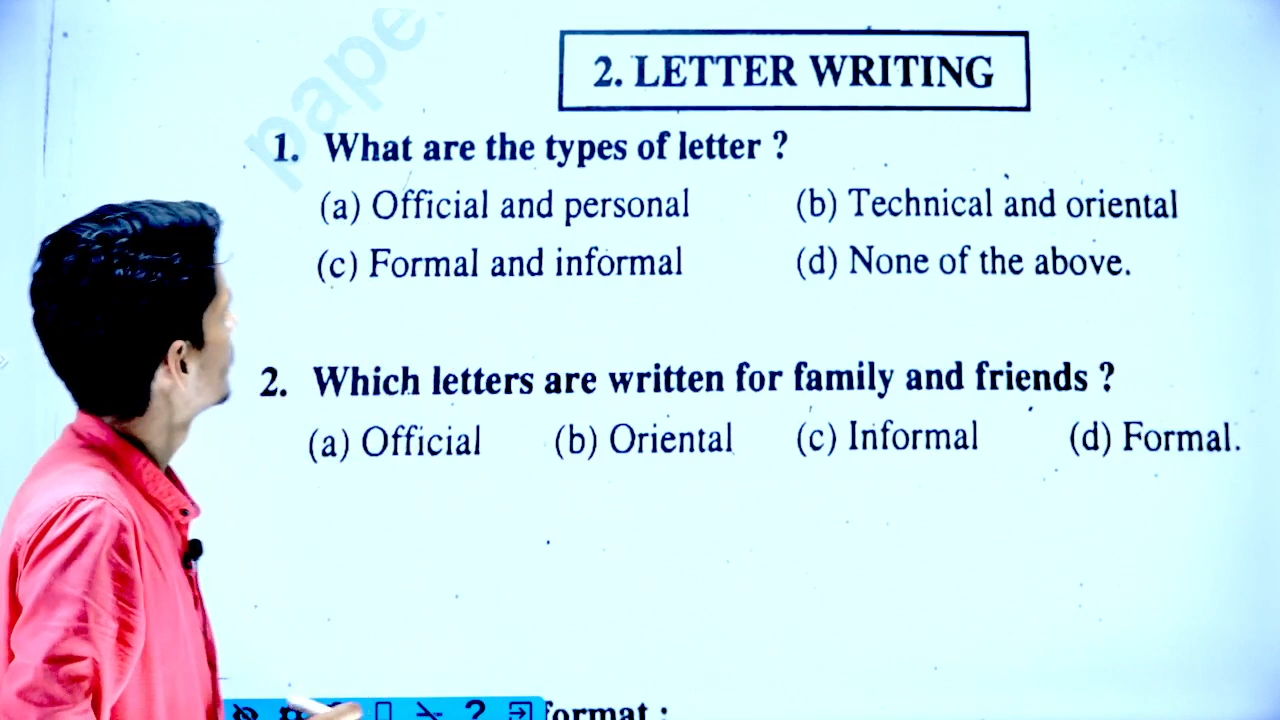 pape
2. LETTER WRITING
1. What are the types of letter ?
(a) Official and personal (b) Technical and oriental
(c) Formal and informal (d) None of the above.
2. Which letters are written for family and friends ?
(a) Official (b) Oriental (c) Informal (d) Formal.
?
format :